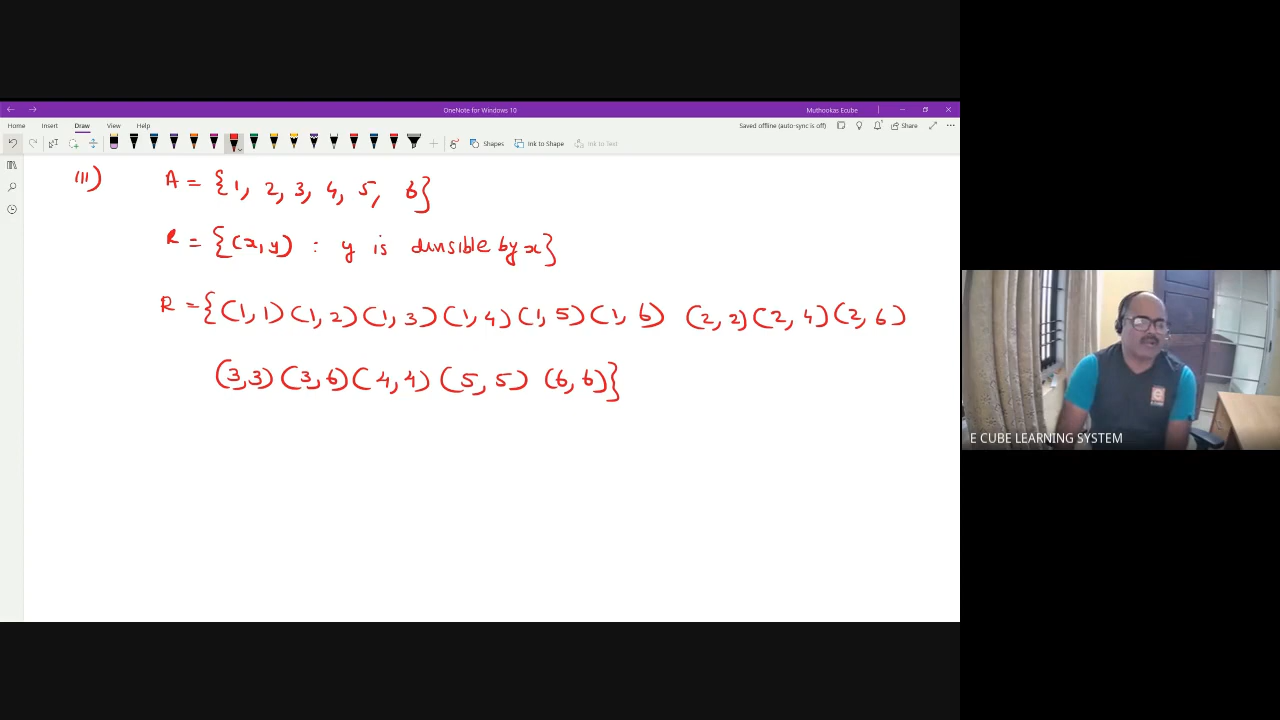 OneNote for Windows 10
Muthookas Ecube
Home Insert Draw View Help
Saved offline (auto-sync is off)
Share
Shapes
Ink to Shape
Ink to Text
III) A = {1, 2, 3, 4, 5, 6}
R = {(x,y) : y is divisible by x}
R = {(1,1)(1,2)(1,3)(1,4)(1,5)(1,6) (2,2)(2,4)(2,6)
(3,3)(3,6)(4,4)(5,5) (6,6)}
E CUBE LEARNING SYSTEM